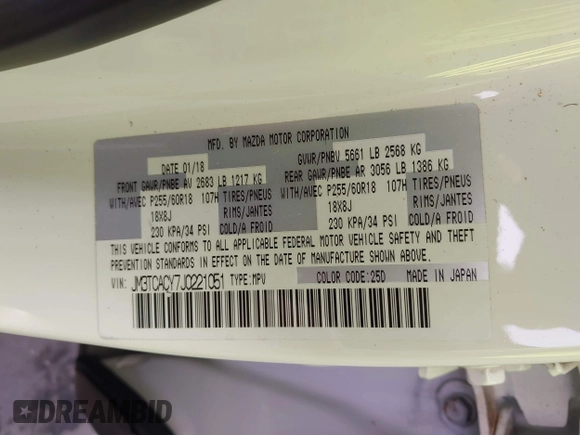 MFD. BY MAZDA MOTOR CORPORATION
DATE 01/18 GVWR/PNBV 5661 LB 2568 KG
FRONT GAWR/PNBE AV 2683 LB 1217 KG REAR GAWR/PNBE AR 3056 LB 1386 KG
WITH/AVEC P255/60R18 107H TIRES/PNEUS WITH/AVEC P255/60R18 107H TIRES/PNEUS
18X8J RIMS/JANTES 18X8J RIMS/JANTES
230 KPA/34 PSI COLD/A FROID 230 KPA/34 PSI COLD/A FROID
THIS VEHICLE CONFORMS TO ALL APPLICABLE FEDERAL MOTOR VEHICLE SAFETY AND THEFT
PREVENTION STANDARDS IN EFFECT ON THE DATE OF MANUFACTURE SHOWN ABOVE.
VIN: JM3TCACY7J0221051 TYPE:MPV COLOR CODE:25D MADE IN JAPAN
DREAMBID